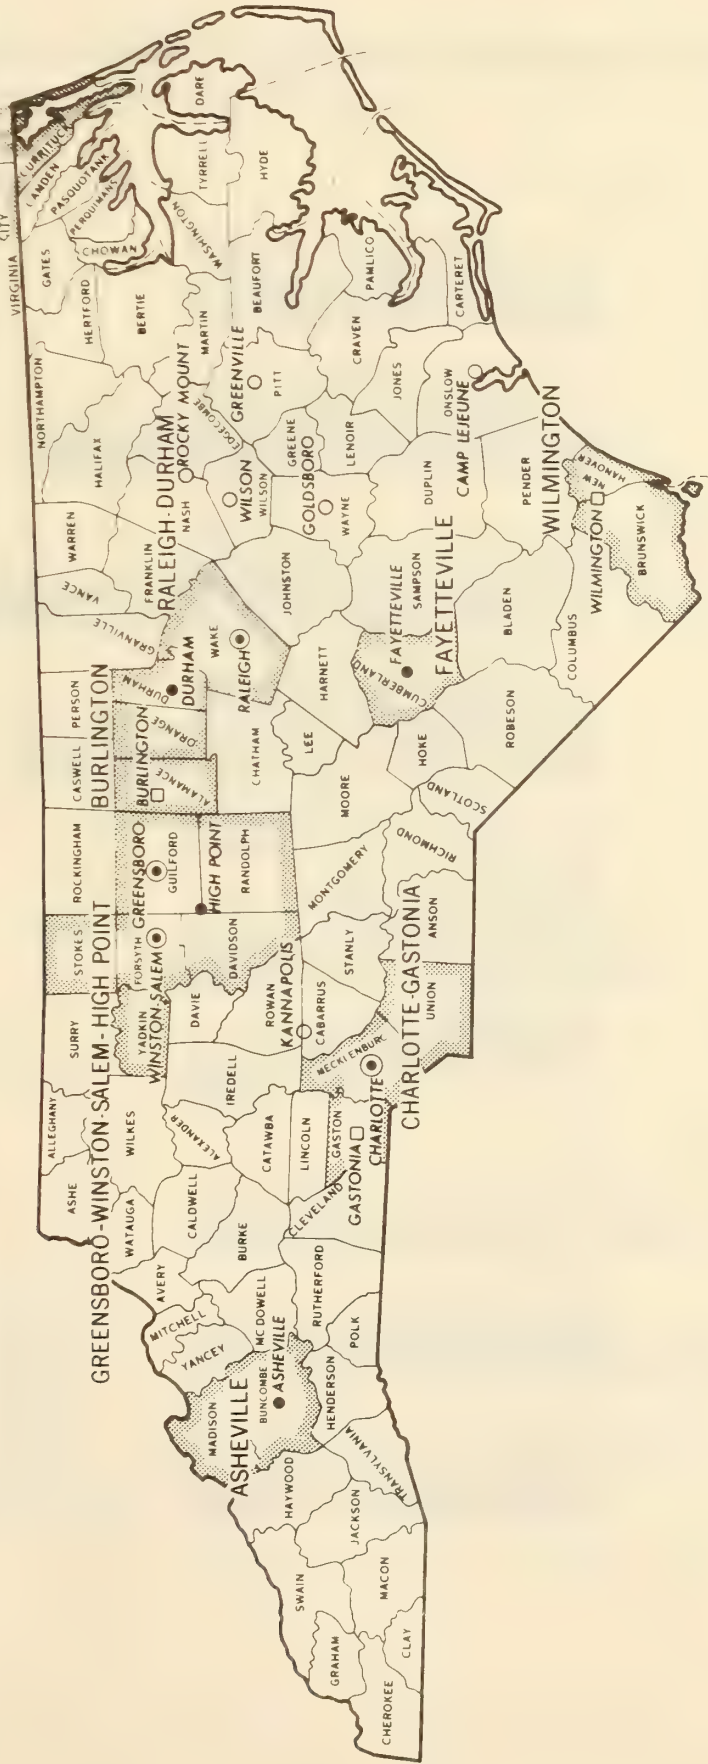 VIRGINIA
CITY
CURRITUCK
CAMDEN
PASQUOTANK
PERQUIMANS
CHOWAN
GATES
HERTFORD
BERTIE
NORTHAMPTON
HALIFAX
WARREN
VANCE
GRANVILLE
PERSON
CASWELL
ROCKINGHAM
STOKES
SURRY
ALLEGHANY
ASHE
DARE
TYRRELL
WASHINGTON
HYDE
BEAUFORT
MARTIN
ROCKY MOUNT
EDGECOMBE
NASH
FRANKLIN
RALEIGH-DURHAM
WAKE
RALEIGH
DURHAM
DURHAM
ORANGE
BURLINGTON
BURLINGTON
ALAMANCE
GREENSBORO
GUILFORD
HIGH POINT
RANDOLPH
FORSYTH
WINSTON-SALEM
DAVIDSON
YADKIN
DAVIE
GREENSBORO-WINSTON-SALEM-HIGH POINT
WILKES
WATAUGA
ALEXANDER
IREDELL
ROWAN
KANNAPOLIS
CABARRUS
CALDWELL
CATAWBA
LINCOLN
BURKE
AVERY
MITCHELL
YANCEY
MCDOWELL
MADISON
BUNCOMBE
ASHEVILLE
ASHEVILLE
GREENVILLE
PITT
GREENE
WILSON
WILSON
GOLDSBORO
WAYNE
LENOIR
JOHNSTON
CRAVEN
PAMLICO
CARTERET
JONES
ONSLOW
CAMP LEJEUNE
DUPLIN
SAMPSON
HARNETT
LEE
CHATHAM
MOORE
MONTGOMERY
STANLY
PENDER
WILMINGTON
NEW HANOVER
WILMINGTON
BRUNSWICK
COLUMBUS
BLADEN
FAYETTEVILLE
FAYETTEVILLE
CUMBERLAND
HOKE
ROBESON
SCOTLAND
RICHMOND
ANSON
UNION
MECKLENBURG
CHARLOTTE
CHARLOTTE-GASTONIA
GASTON
GASTONIA
CLEVELAND
RUTHERFORD
POLK
HENDERSON
TRANSYLVANIA
HAYWOOD
JACKSON
SWAIN
MACON
GRAHAM
CLAY
CHEROKEE